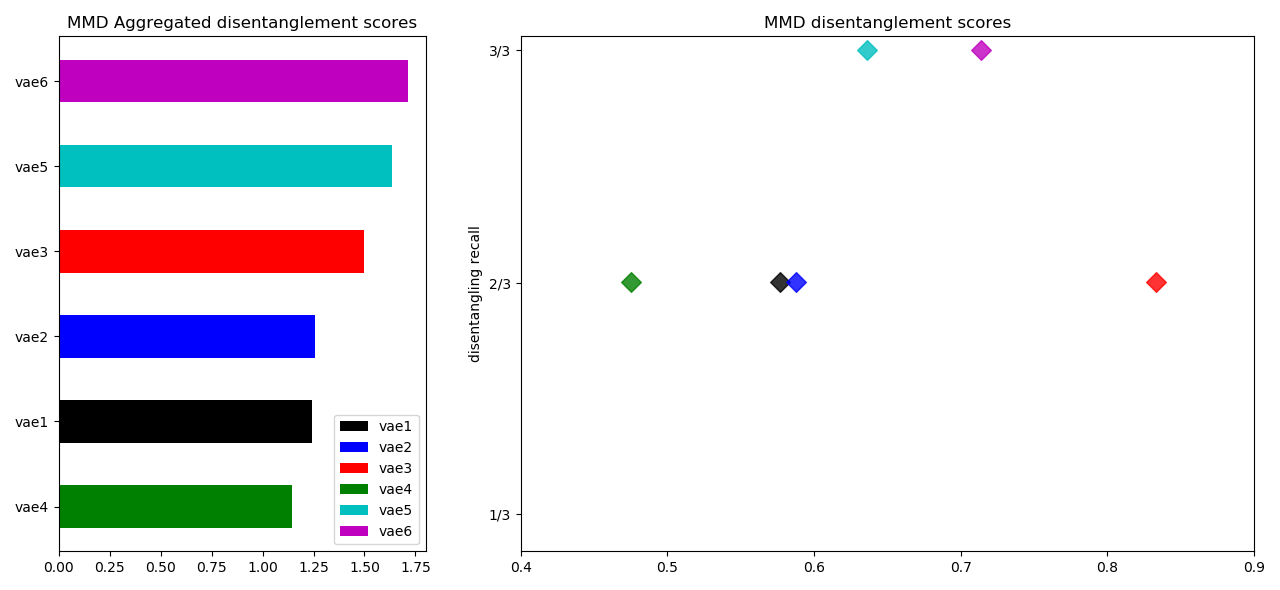 MMD Aggregated disentanglement scores
vae6
vae5
vae3
vae2
vae1
vae4
vae1
vae2
vae3
vae4
vae5
vae6
0.00 0.25 0.50 0.75 1.00 1.25 1.50 1.75
MMD disentanglement scores
disentangling recall
3/3
2/3
1/3
0.4 0.5 0.6 0.7 0.8 0.9